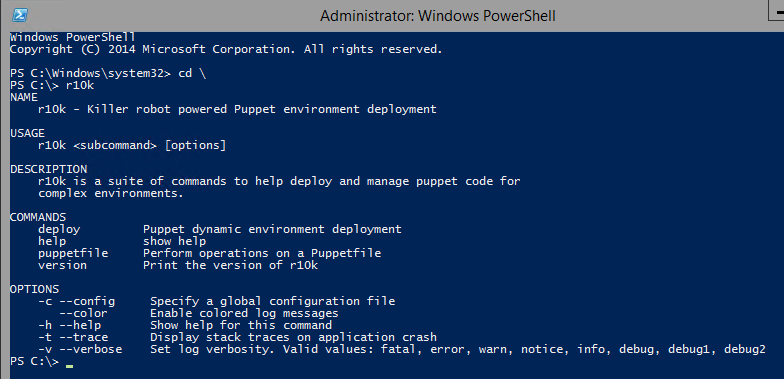 Administrator: Windows PowerShell
Windows PowerShell
Copyright (C) 2014 Microsoft Corporation. All rights reserved.
PS C:\Windows\system32> cd \
PS C:\> r10k
NAME
r10k - Killer robot powered Puppet environment deployment
USAGE
r10k <subcommand> [options]
DESCRIPTION
r10k is a suite of commands to help deploy and manage puppet code for
complex environments.
COMMANDS
deploy Puppet dynamic environment deployment
help show help
puppetfile Perform operations on a Puppetfile
version Print the version of r10k
OPTIONS
-c --config Specify a global configuration file
--color Enable colored log messages
-h --help Show help for this command
-t --trace Display stack traces on application crash
-v --verbose Set log verbosity. Valid values: fatal, error, warn, notice, info, debug, debug1, debug2
PS C:\>